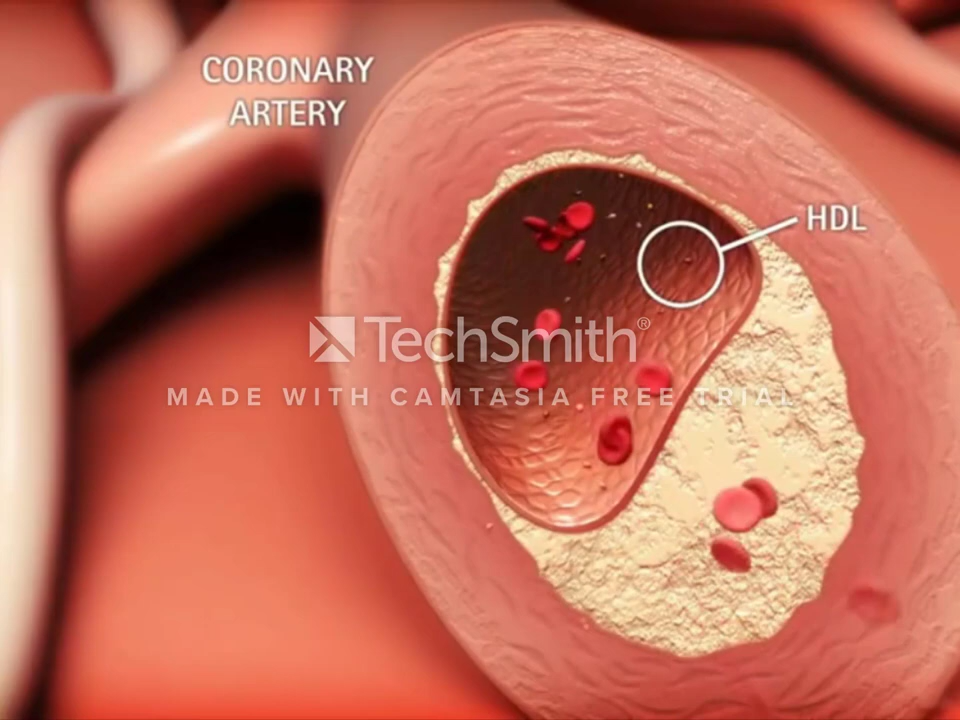 CORONARY
ARTERY
HDL
TechSmith®
MADE WITH CAMTASIA FREE TRIAL